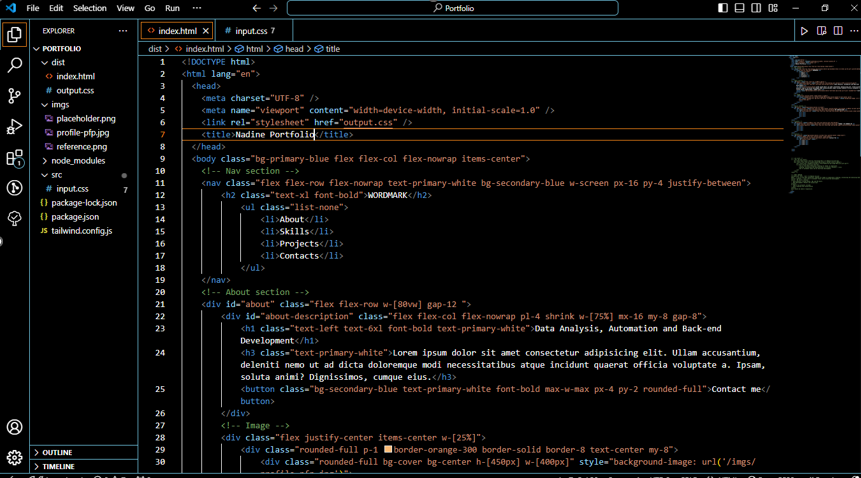 File Edit Selection View Go Run ··· Portfolio
EXPLORER ···
PORTFOLIO
dist
index.html
output.css
imgs
placeholder.png
profile-pfp.jpg
reference.png
node_modules
src
input.css 7
package-lock.json
package.json
tailwind.config.js
OUTLINE
TIMELINE
index.html input.css 7
dist > index.html > html > head > title
1 <!DOCTYPE html>
2 <html lang="en">
3 <head>
4 <meta charset="UTF-8" />
5 <meta name="viewport" content="width=device-width, initial-scale=1.0" />
6 <link rel="stylesheet" href="output.css" />
7 <title>Nadine Portfolio</title>
8 </head>
9 <body class="bg-primary-blue flex flex-col flex-nowrap items-center">
10 <!-- Nav section -->
11 <nav class="flex flex-row flex-nowrap text-primary-white bg-secondary-blue w-screen px-16 py-4 justify-between">
12 <h2 class="text-xl font-bold">WORDMARK</h2>
13 <ul class="list-none">
14 <li>About</li>
15 <li>Skills</li>
16 <li>Projects</li>
17 <li>Contacts</li>
18 </ul>
19 </nav>
20 <!-- About section -->
21 <div id="about" class="flex flex-row w-[80vw] gap-12 ">
22 <div id="about-description" class="flex flex-col flex-nowrap pl-4 shrink w-[75%] mx-16 my-8 gap-8">
23 <h1 class="text-left text-6xl font-bold text-primary-white">Data Analysis, Automation and Back-end
Development</h1>
24 <h3 class="text-primary-white">Lorem ipsum dolor sit amet consectetur adipisicing elit. Ullam accusantium,
deleniti nemo ut ad dicta doloremque modi necessitatibus atque incidunt quaerat officia voluptate a. Ipsam,
soluta animi? Dignissimos, cumque eius.</h3>
25 <button class="bg-secondary-blue text-primary-white font-bold max-w-max px-4 py-2 rounded-full">Contact me</
button>
26 </div>
27 <!-- Image -->
28 <div class="flex justify-center items-center w-[25%]">
29 <div class="rounded-full p-1 border-orange-300 border-solid border-8 text-center my-8">
30 <div class="rounded-full bg-cover bg-center h-[450px] w-[400px]" style="background-image: url('/imgs/